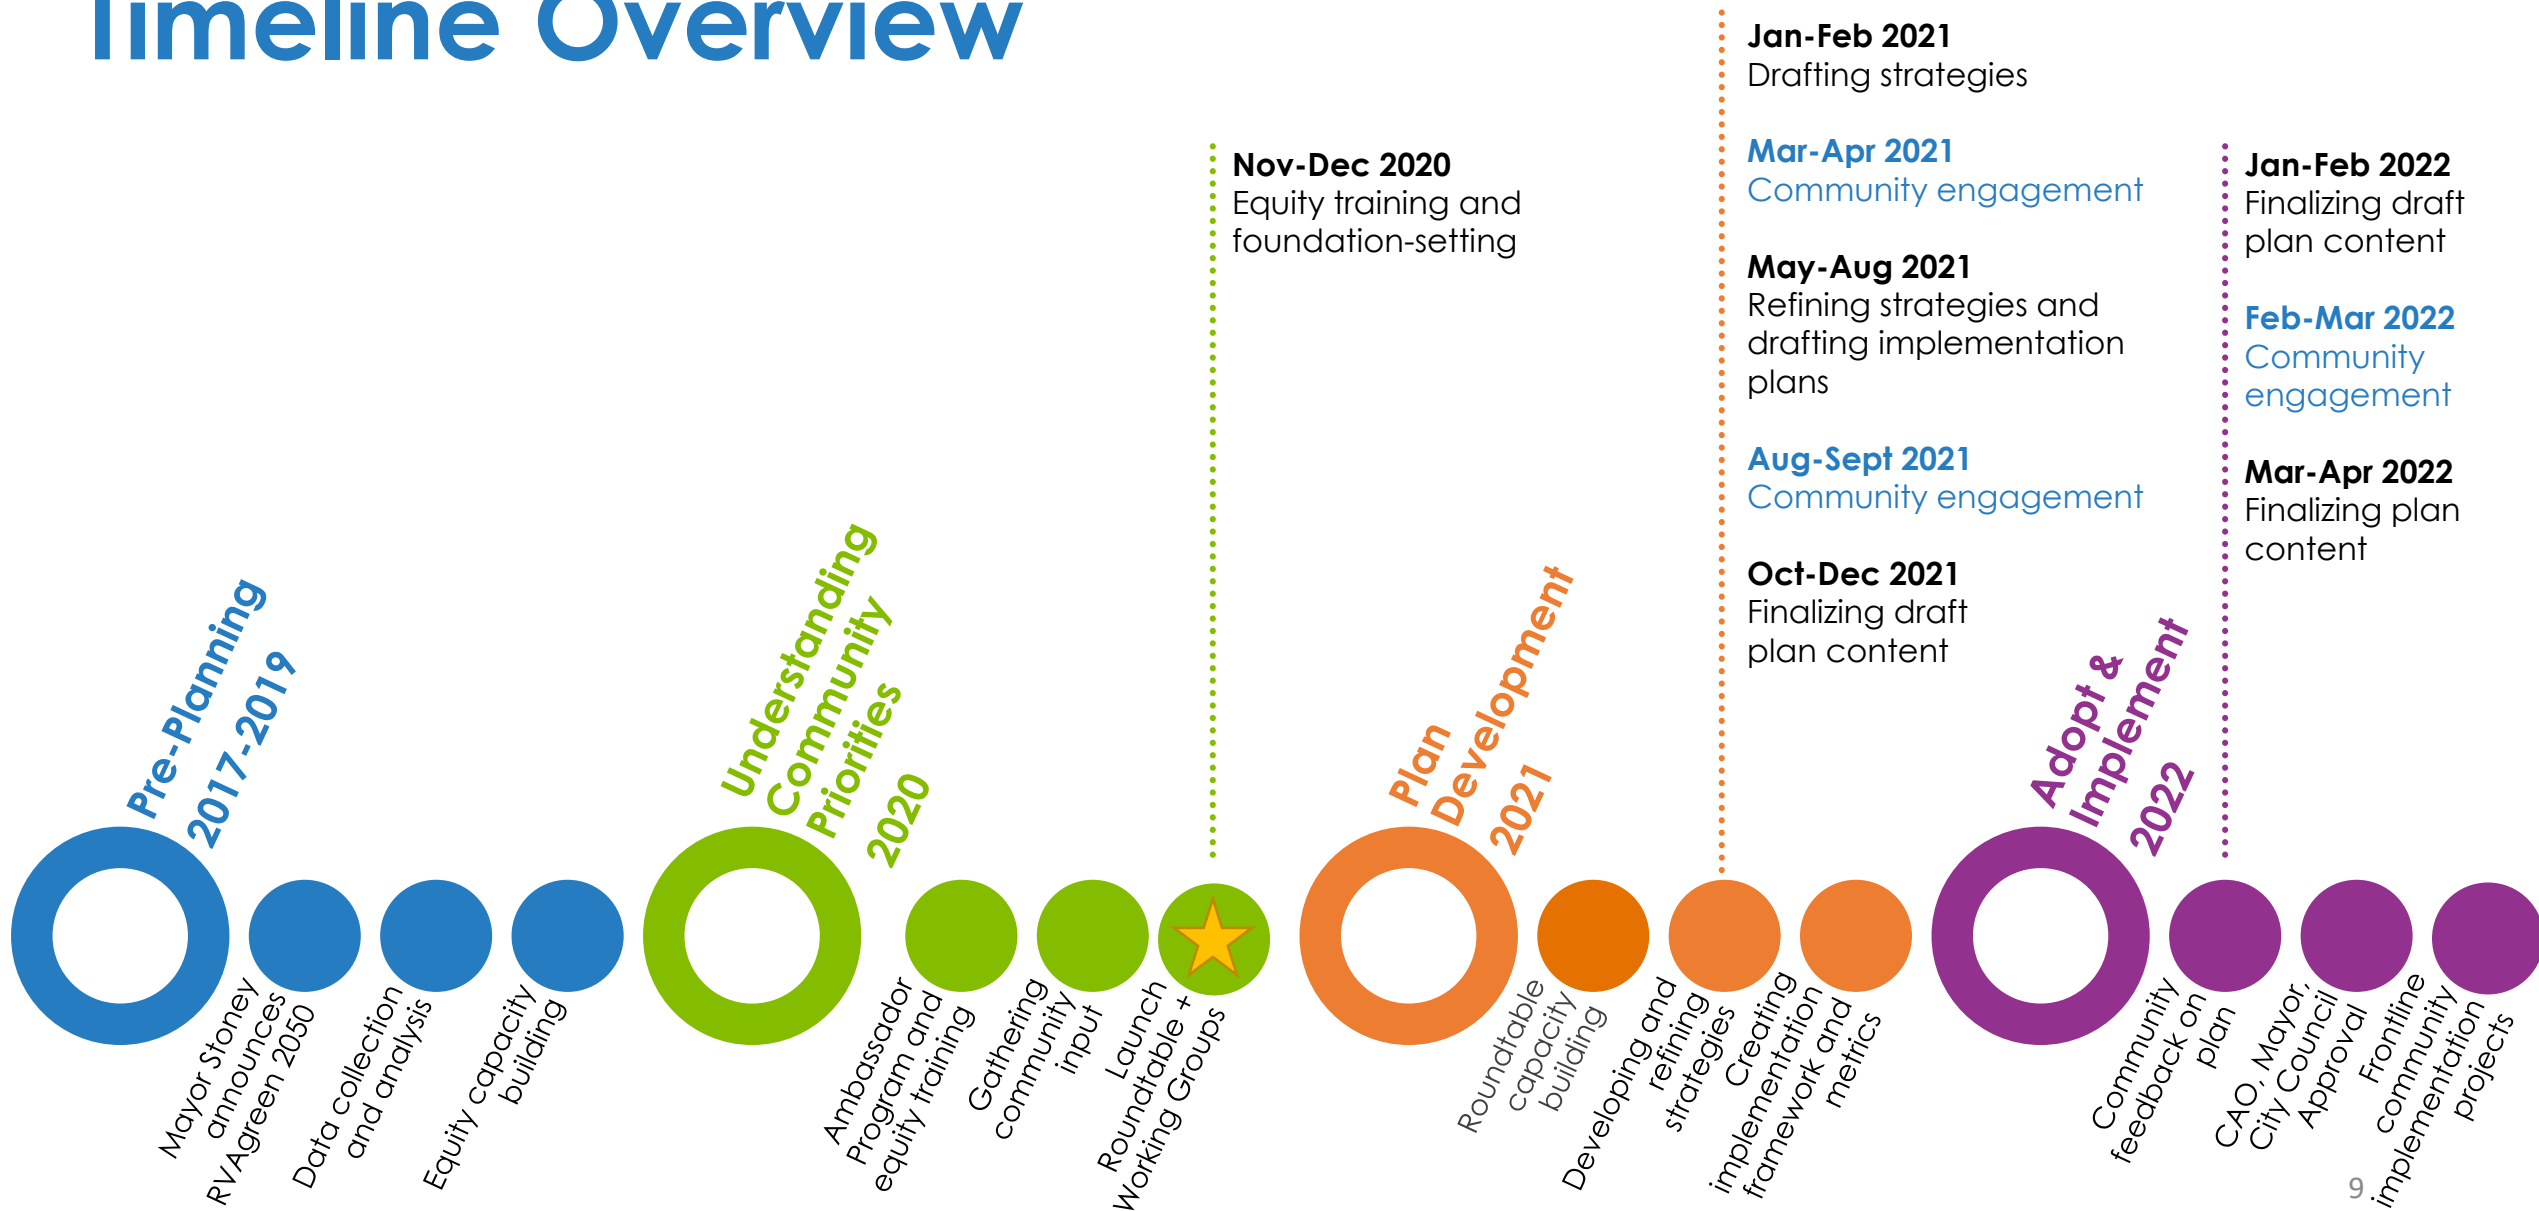 Timeline Overview
Nov-Dec 2020
Equity training and
foundation-setting
Jan-Feb 2021
Drafting strategies
Mar-Apr 2021
Community engagement
May-Aug 2021
Refining strategies and
drafting implementation
plans
Aug-Sept 2021
Community engagement
Oct-Dec 2021
Finalizing draft
plan content
Jan-Feb 2022
Finalizing draft
plan content
Feb-Mar 2022
Community
engagement
Mar-Apr 2022
Finalizing plan
content
Pre-Planning
2017-2019
Mayor Stoney
announces
RVAgreen 2050
Data collection
and analysis
Equity capacity
building
Understanding
Community
Priorities
2020
Ambassador
Program and
equity training
Gathering
community
input
Launch
Roundtable +
Working Groups
Plan
Development
2021
Roundtable
capacity
building
Developing and
refining
strategies
Creating
implementation
framework and
metrics
Adopt &
Implement
2022
Community
feedback on
plan
CAO, Mayor,
City Council
Approval
Frontline
community
implementation
projects
9